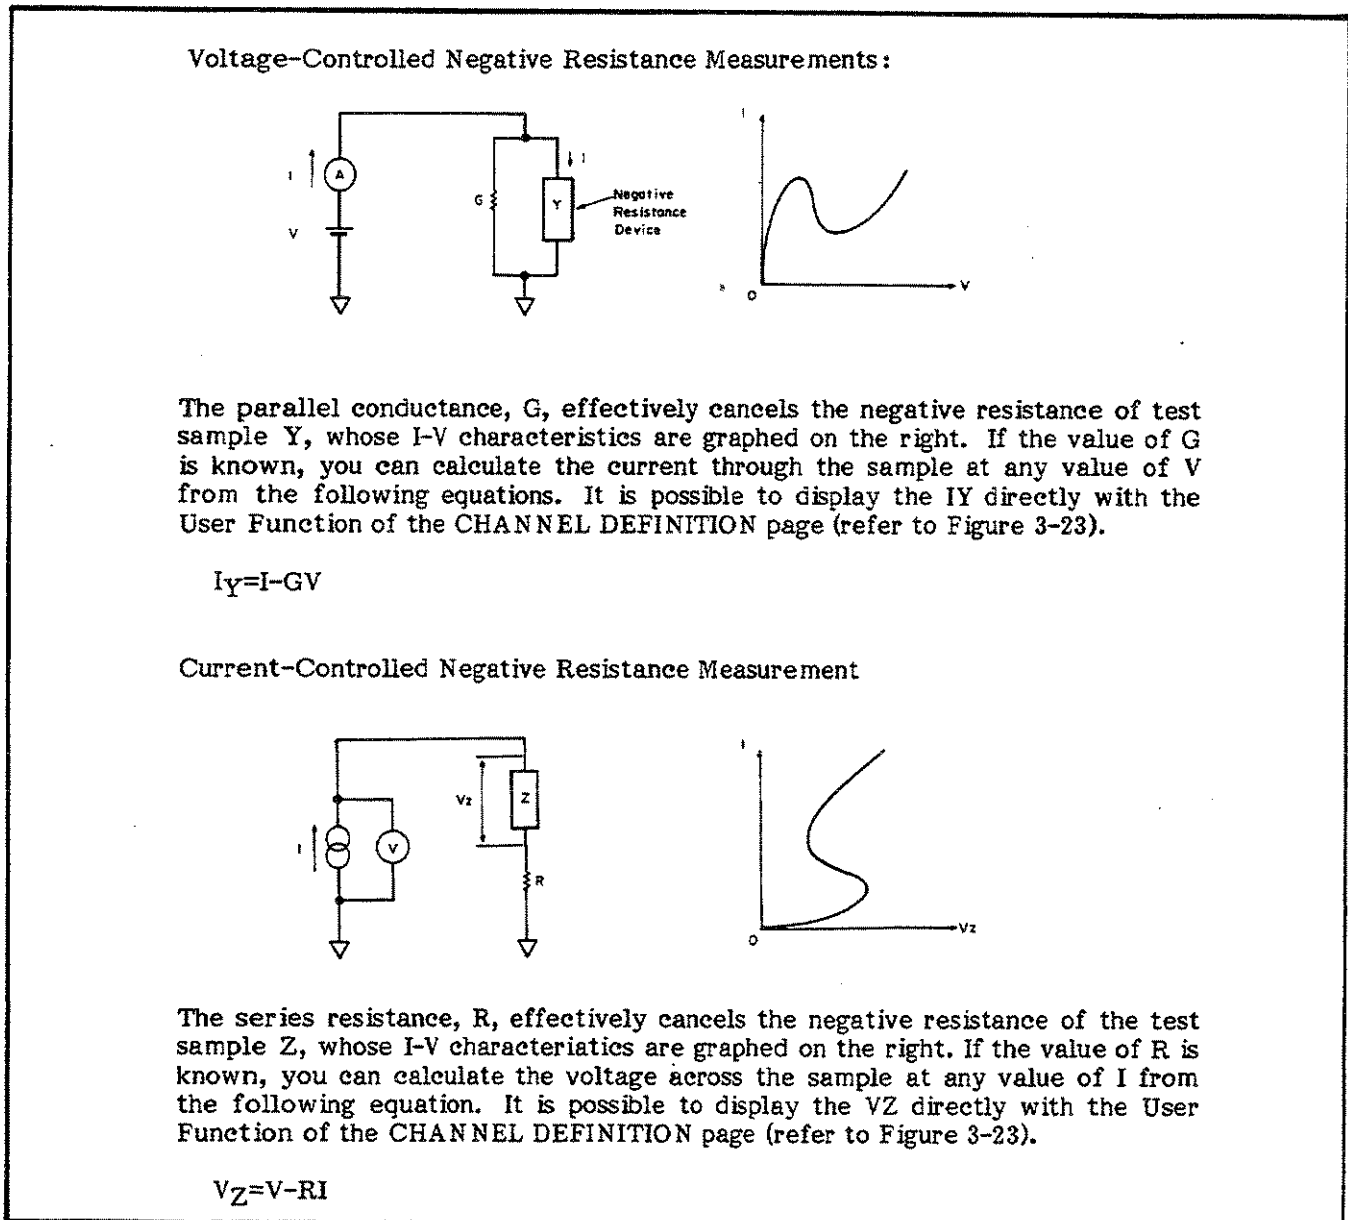 Voltage-Controlled Negative Resistance Measurements:
I
A
I
V
G
I
Y
Negative
Resistance
Device
O
V
The parallel conductance, G, effectively cancels the negative resistance of test
sample Y, whose I-V characteristics are graphed on the right. If the value of G
is known, you can calculate the current through the sample at any value of V
from the following equations. It is possible to display the IY directly with the
User Function of the CHANNEL DEFINITION page (refer to Figure 3-23).
IY=I-GV
Current-Controlled Negative Resistance Measurement
I
V
Vz
Z
R
I
O
Vz
The series resistance, R, effectively cancels the negative resistance of the test
sample Z, whose I-V characteriatics are graphed on the right. If the value of R is
known, you can calculate the voltage across the sample at any value of I from
the following equation. It is possible to display the VZ directly with the User
Function of the CHANNEL DEFINITION page (refer to Figure 3-23).
VZ=V-RI